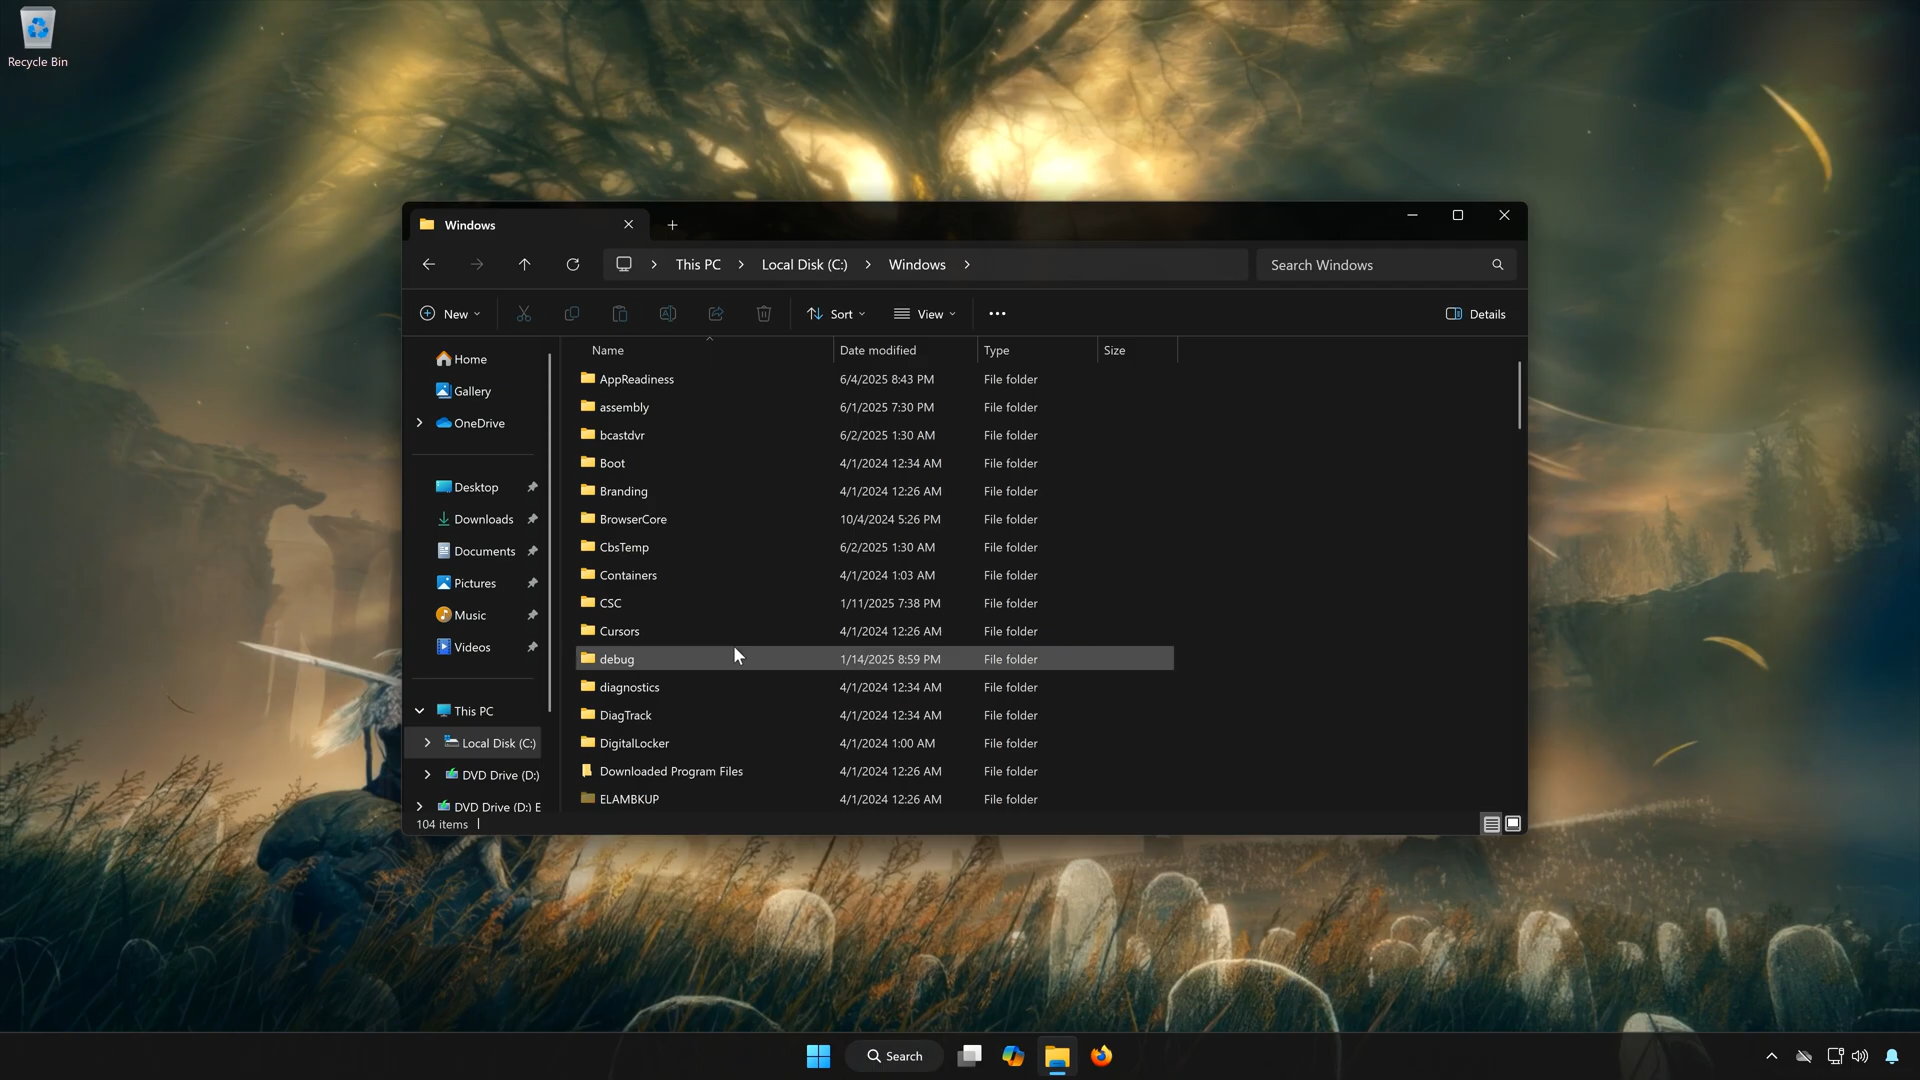 Recycle Bin
Windows
This PC
Local Disk (C:)
Windows
Search Windows
New
Sort
View
Details
Name
Date modified
Type
Size
Home
Gallery
OneDrive
Desktop
Downloads
Documents
Pictures
Music
Videos
This PC
Local Disk (C:)
DVD Drive (D:)
DVD Drive (D:) E
AppReadiness 6/4/2025 8:43 PM File folder
assembly 6/1/2025 7:30 PM File folder
bcastdvr 6/2/2025 1:30 AM File folder
Boot 4/1/2024 12:34 AM File folder
Branding 4/1/2024 12:26 AM File folder
BrowserCore 10/4/2024 5:26 PM File folder
CbsTemp 6/2/2025 1:30 AM File folder
Containers 4/1/2024 1:03 AM File folder
CSC 1/11/2025 7:38 PM File folder
Cursors 4/1/2024 12:26 AM File folder
debug 1/14/2025 8:59 PM File folder
diagnostics 4/1/2024 12:34 AM File folder
DiagTrack 4/1/2024 12:34 AM File folder
DigitalLocker 4/1/2024 1:00 AM File folder
Downloaded Program Files 4/1/2024 12:26 AM File folder
ELAMBKUP 4/1/2024 12:26 AM File folder
104 items
Search